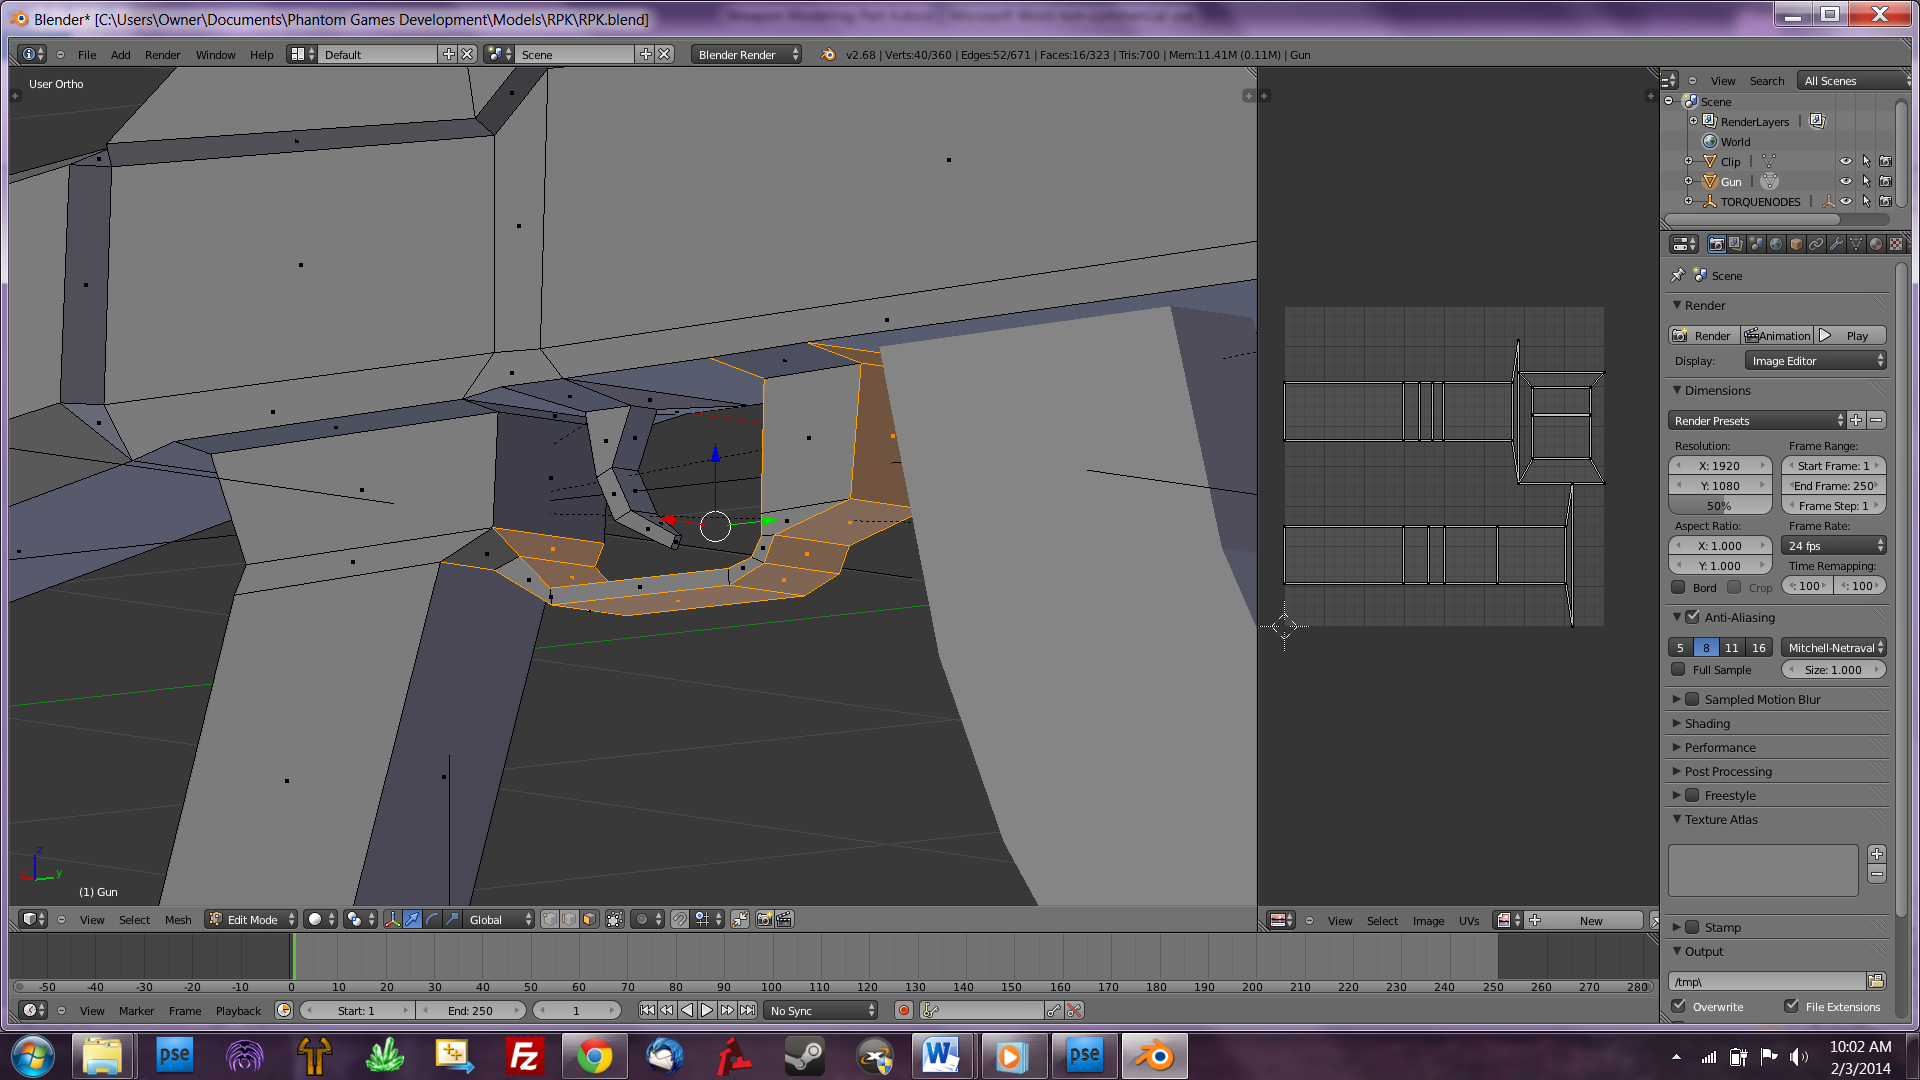 Blender* [C:\Users\Owner\Documents\Phantom Games Development\Models\RPK\RPK.blend]
File Add Render Window Help Default Scene Blender Render v2.68 | Verts:40/360 | Edges:52/671 | Faces:16/323 | Tris:700 | Mem:11.41M (0.11M) | Gun
User Ortho
View Search All Scenes
Scene
RenderLayers |
World
Clip |
Gun |
TORQUENODES |
Scene
Render
Render Animation Play
Display: Image Editor
Dimensions
Render Presets
Resolution: Frame Range:
X: 1920 Start Frame: 1
Y: 1080 End Frame: 250
50% Frame Step: 1
Aspect Ratio: Frame Rate:
X: 1.000 24 fps
Y: 1.000 Time Remapping:
Bord Crop : 100 : 100
Anti-Aliasing
5 8 11 16 Mitchell-Netraval
Full Sample Size: 1.000
Sampled Motion Blur
Shading
Performance
Post Processing
Freestyle
Texture Atlas
Stamp
Output
/tmp\
Overwrite File Extensions
z
x y
(1) Gun
View Select Mesh Edit Mode Global
View Select Image UVs New
-50 -40 -30 -20 -10 0 10 20 30 40 50 60 70 80 90 100 110 120 130 140 150 160 170 180 190 200 210 220 230 240 250 260 270 280
View Marker Frame Playback Start: 1 End: 250 1 No Sync
pse Fz W pse
10:02 AM
2/3/2014